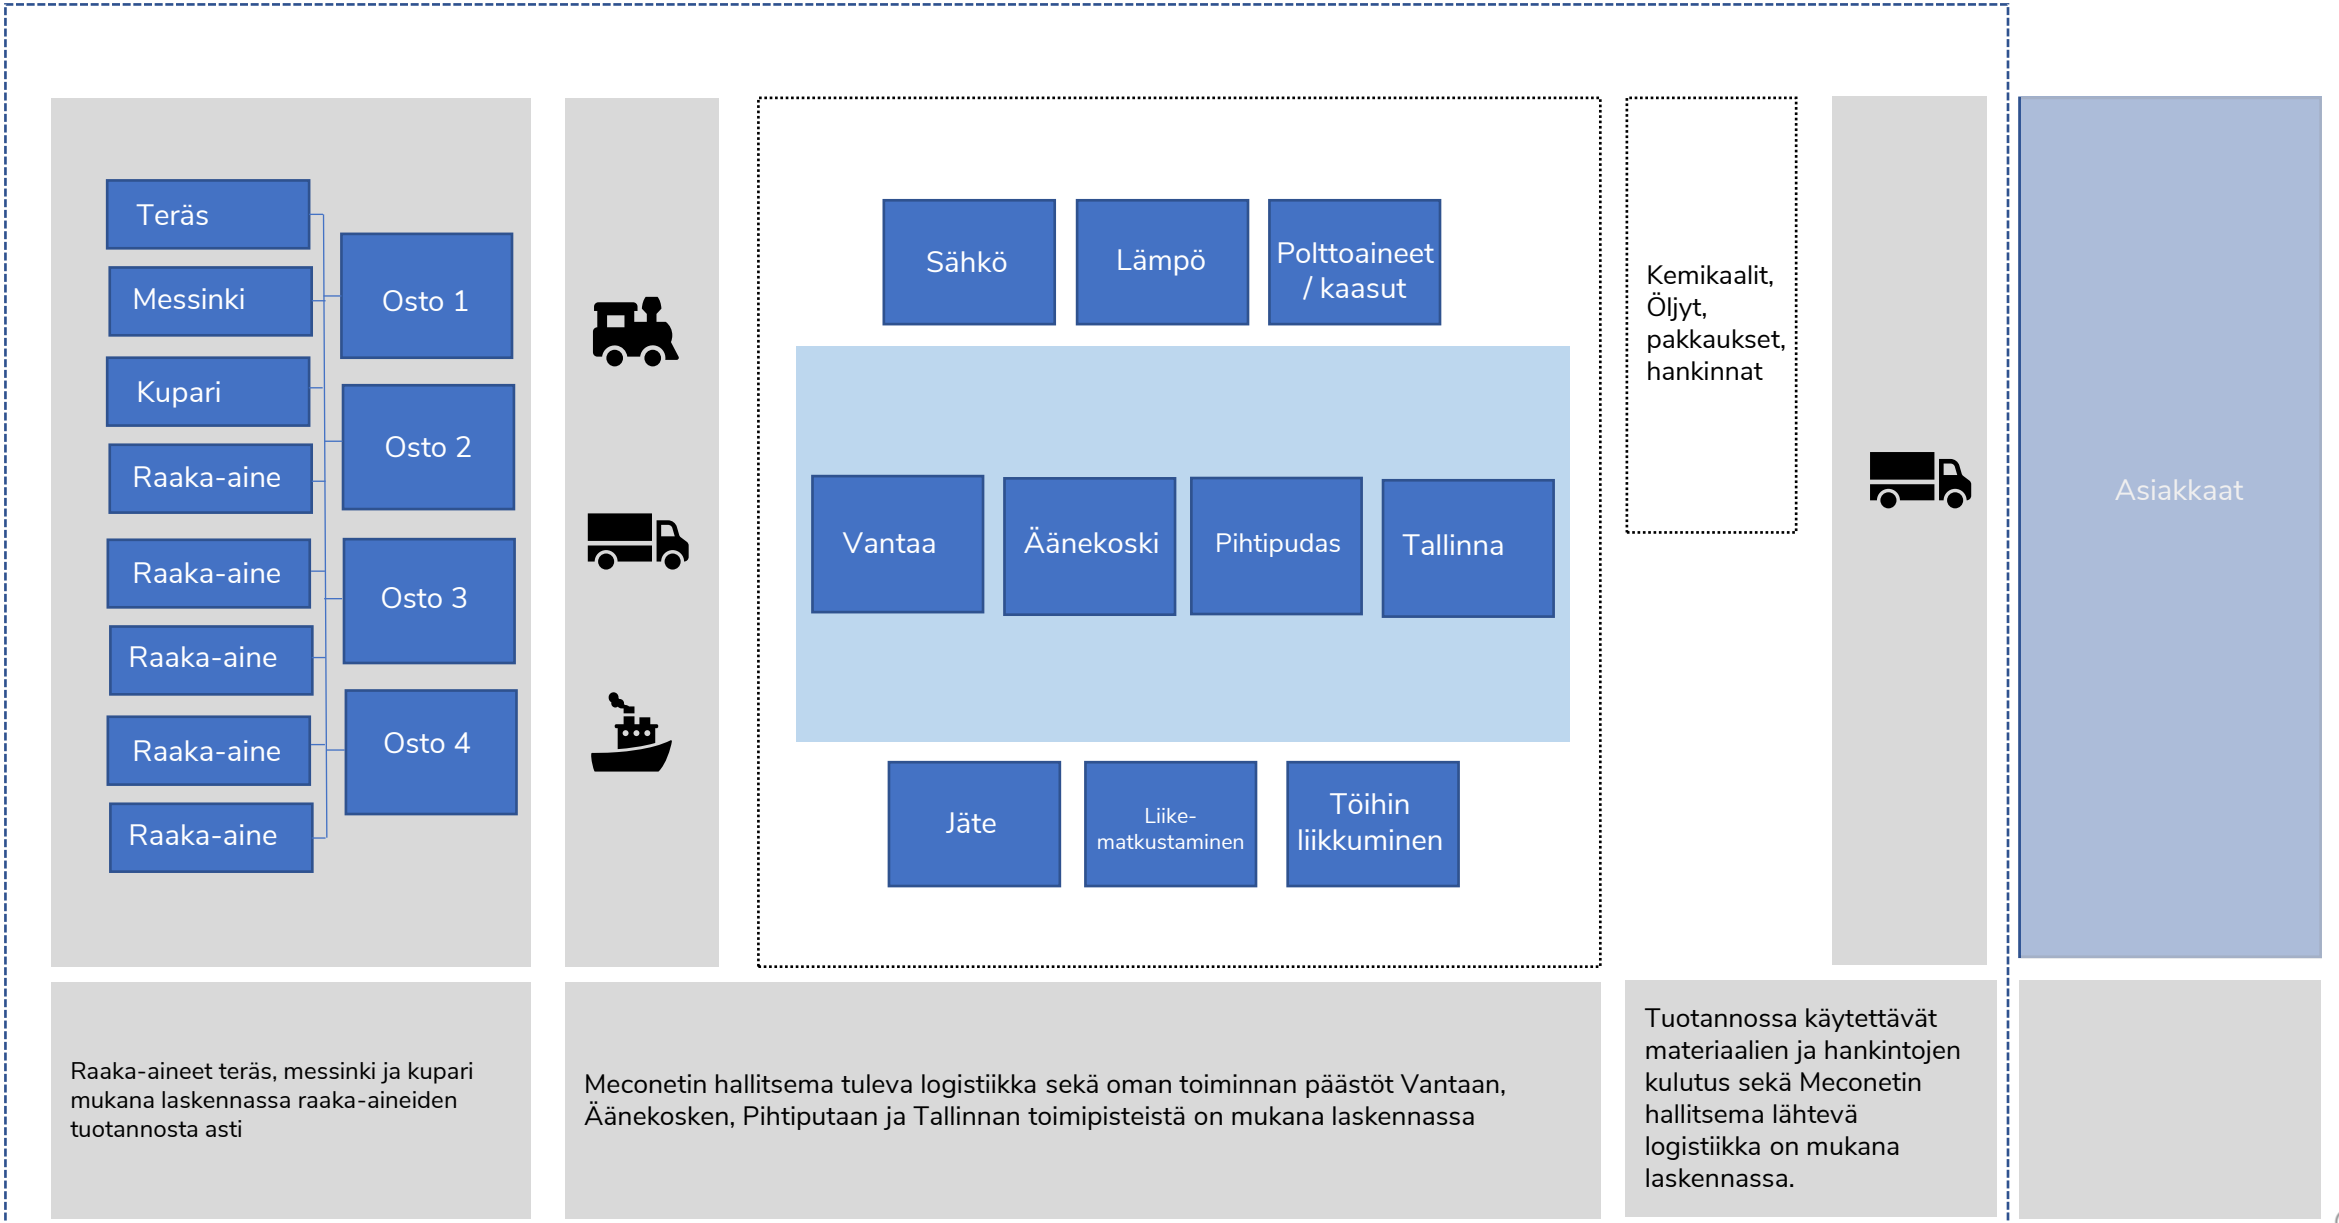 Teräs
Messinki
Kupari
Raaka-aine
Raaka-aine
Raaka-aine
Raaka-aine
Raaka-aine
Osto 1
Osto 2
Osto 3
Osto 4
Sähkö
Lämpö
Polttoaineet
/ kaasut
Vantaa
Äänekoski
Pihtipudas
Tallinna
Jäte
Liike-
matkustaminen
Töihin
liikkuminen
Kemikaalit,
Öljyt,
pakkaukset,
hankinnat
Asiakkaat
Raaka-aineet teräs, messinki ja kupari
mukana laskennassa raaka-aineiden
tuotannosta asti
Meconetin hallitsema tuleva logistiikka sekä oman toiminnan päästöt Vantaan,
Äänekosken, Pihtiputaan ja Tallinnan toimipisteistä on mukana laskennassa
Tuotannossa käytettävät
materiaalien ja hankintojen
kulutus sekä Meconetin
hallitsema lähtevä
logistiikka on mukana
laskennassa.